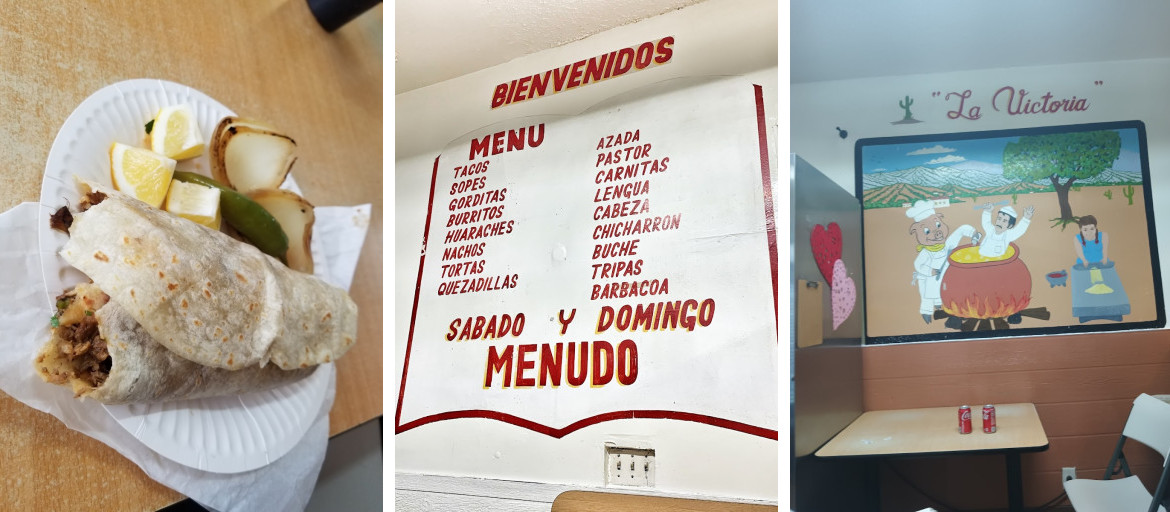 BIENVENIDOS
MENU
TACOS
SOPES
GORDITAS
BURRITOS
HUARACHES
NACHOS
TORTAS
QUEZADILLAS
AZADA
PASTOR
CARNITAS
LENGUA
CABEZA
CHICHARRON
BUCHE
TRIPAS
BARBACOA
SABADO Y DOMINGO
MENUDO
"La Victoria"